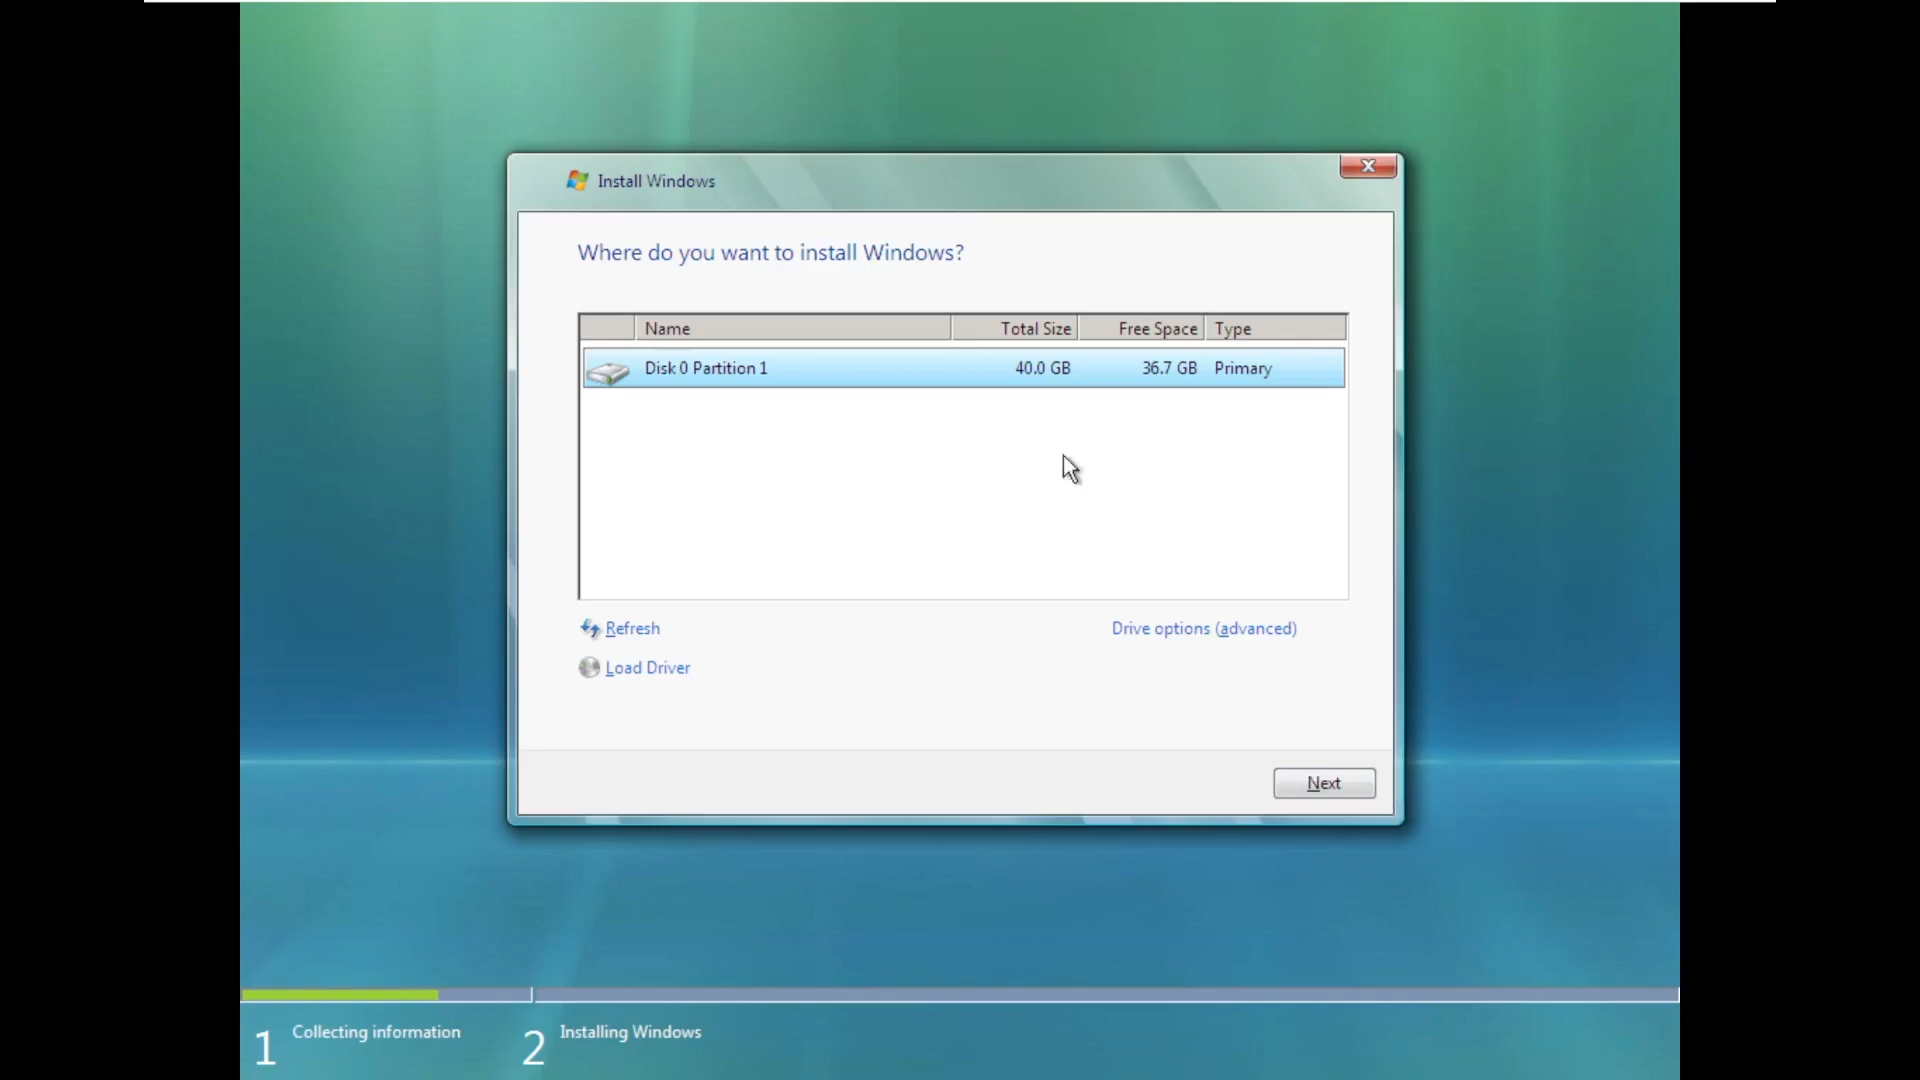 Install Windows
Where do you want to install Windows?
Name Total Size Free Space Type
Disk 0 Partition 1 40.0 GB 36.7 GB Primary
Refresh Drive options (advanced)
Load Driver
Next
1 Collecting information 2 Installing Windows